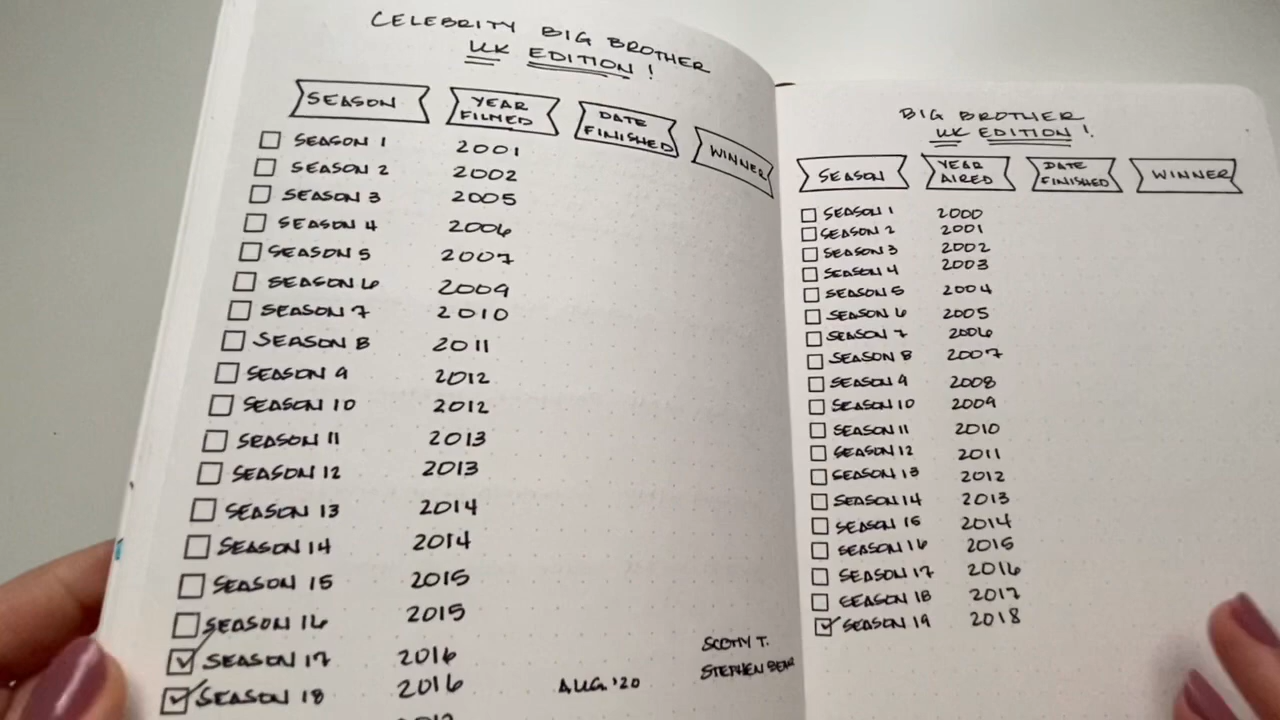 CELEBRITY BIG BROTHER
UK EDITION!
SEASON YEAR FILMED DATE FINISHED WINNER
SEASON 1 2001
SEASON 2 2002
SEASON 3 2005
SEASON 4 2006
SEASON 5 2007
SEASON 6 2009
SEASON 7 2010
SEASON 8 2011
SEASON 9 2012
SEASON 10 2012
SEASON 11 2013
SEASON 12 2013
SEASON 13 2014
SEASON 14 2014
SEASON 15 2015
SEASON 16 2015
SEASON 17 2016 SCOTTY T.
SEASON 18 2016 AUG. '20 STEPHEN BEAR
BIG BROTHER
UK EDITION!
SEASON YEAR AIRED DATE FINISHED WINNER
SEASON 1 2000
SEASON 2 2001
SEASON 3 2002
SEASON 4 2003
SEASON 5 2004
SEASON 6 2005
SEASON 7 2006
SEASON 8 2007
SEASON 9 2008
SEASON 10 2009
SEASON 11 2010
SEASON 12 2011
SEASON 13 2012
SEASON 14 2013
SEASON 15 2014
SEASON 16 2015
SEASON 17 2016
SEASON 18 2017
SEASON 19 2018